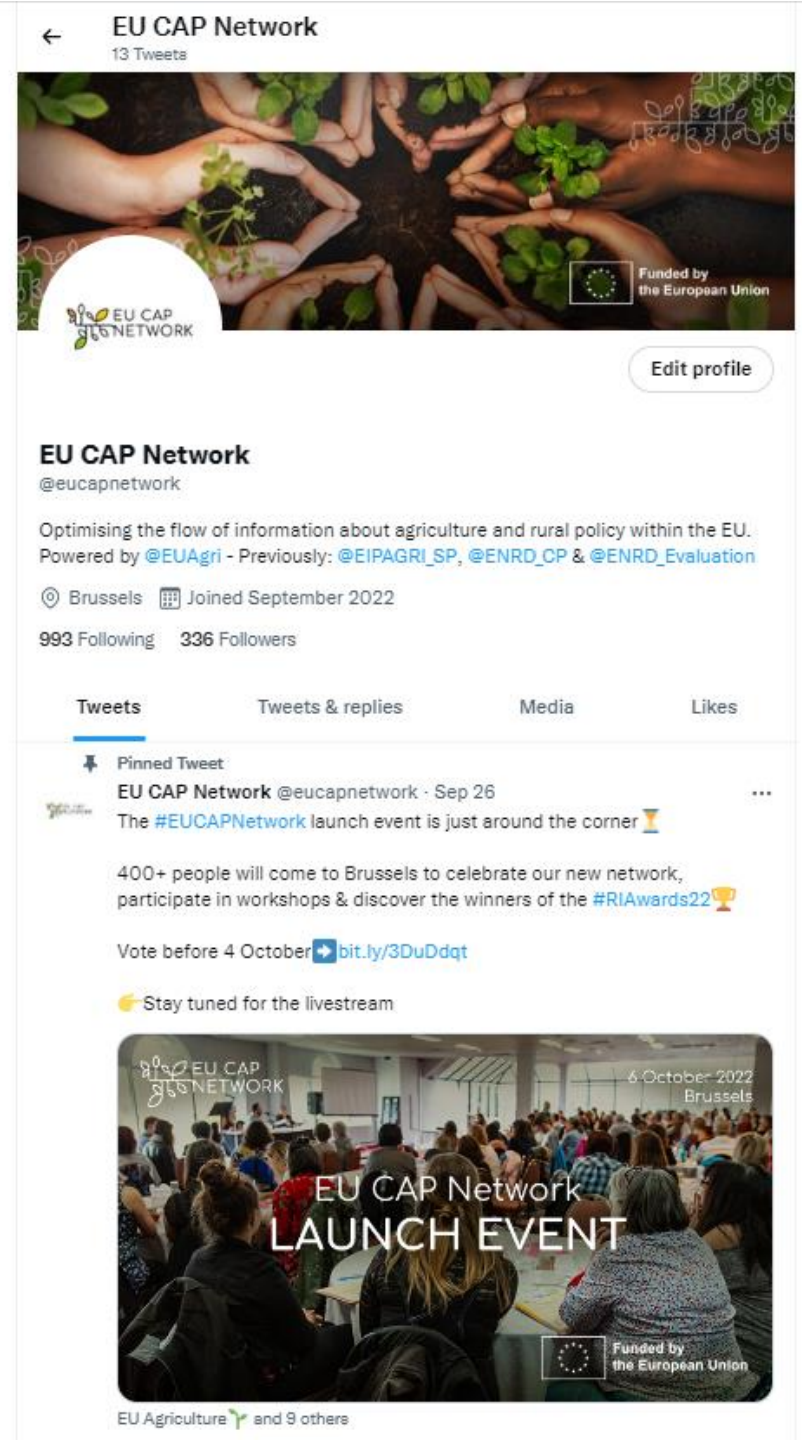 EU CAP Network
13 Tweets
Funded by
the European Union
EU CAP
NETWORK
Edit profile
EU CAP Network
@eucapnetwork
Optimising the flow of information about agriculture and rural policy within the EU.
Powered by @EUAgri - Previously: @EIPAGRI_SP, @ENRD_CP & @ENRD_Evaluation
Brussels Joined September 2022
993 Following 336 Followers
Tweets Tweets & replies Media Likes
Pinned Tweet
EU CAP Network @eucapnetwork · Sep 26
The #EUCAPNetwork launch event is just around the corner⏳
400+ people will come to Brussels to celebrate our new network,
participate in workshops & discover the winners of the #RIAwards22🏆
Vote before 4 October➡️bit.ly/3DuDdqt
👉Stay tuned for the livestream
EU CAP
NETWORK
6 October 2022
Brussels
EU CAP Network
LAUNCH EVENT
Funded by
the European Union
EU Agriculture🌱 and 9 others